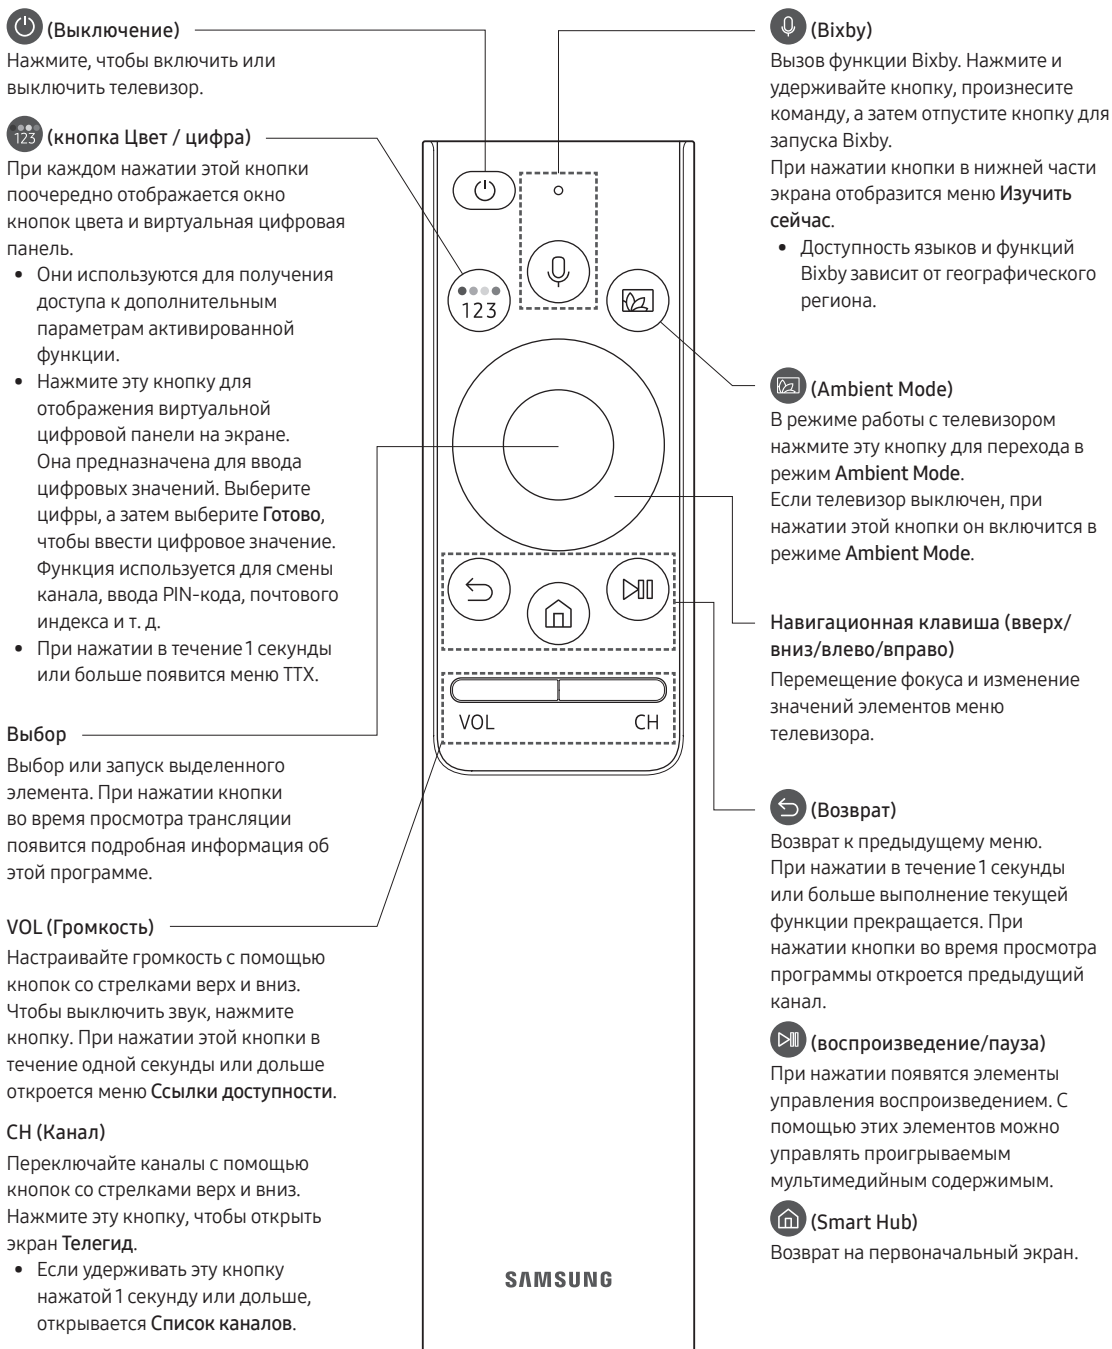 (Выключение)
Нажмите, чтобы включить или
выключить телевизор.
123 (кнопка Цвет / цифра)
При каждом нажатии этой кнопки
поочередно отображается окно
кнопок цвета и виртуальная цифровая
панель.
• Они используются для получения
доступа к дополнительным
параметрам активированной
функции.
• Нажмите эту кнопку для
отображения виртуальной
цифровой панели на экране.
Она предназначена для ввода
цифровых значений. Выберите
цифры, а затем выберите Готово,
чтобы ввести цифровое значение.
Функция используется для смены
канала, ввода PIN-кода, почтового
индекса и т. д.
• При нажатии в течение 1 секунды
или больше появится меню TTX.
Выбор
Выбор или запуск выделенного
элемента. При нажатии кнопки
во время просмотра трансляции
появится подробная информация об
этой программе.
VOL (Громкость)
Настраивайте громкость с помощью
кнопок со стрелками верх и вниз.
Чтобы выключить звук, нажмите
кнопку. При нажатии этой кнопки в
течение одной секунды или дольше
откроется меню Ссылки доступности.
CH (Канал)
Переключайте каналы с помощью
кнопок со стрелками верх и вниз.
Нажмите эту кнопку, чтобы открыть
экран Телегид.
• Если удерживать эту кнопку
нажатой 1 секунду или дольше,
открывается Список каналов.
123
VOL CH
SAMSUNG
(Bixby)
Вызов функции Bixby. Нажмите и
удерживайте кнопку, произнесите
команду, а затем отпустите кнопку для
запуска Bixby.
При нажатии кнопки в нижней части
экрана отобразится меню Изучить
сейчас.
• Доступность языков и функций
Bixby зависит от географического
региона.
(Ambient Mode)
В режиме работы с телевизором
нажмите эту кнопку для перехода в
режим Ambient Mode.
Если телевизор выключен, при
нажатии этой кнопки он включится в
режиме Ambient Mode.
Навигационная клавиша (вверх/
вниз/влево/вправо)
Перемещение фокуса и изменение
значений элементов меню
телевизора.
(Возврат)
Возврат к предыдущему меню.
При нажатии в течение 1 секунды
или больше выполнение текущей
функции прекращается. При
нажатии кнопки во время просмотра
программы откроется предыдущий
канал.
(воспроизведение/пауза)
При нажатии появятся элементы
управления воспроизведением. С
помощью этих элементов можно
управлять проигрываемым
мультимедийным содержимым.
(Smart Hub)
Возврат на первоначальный экран.